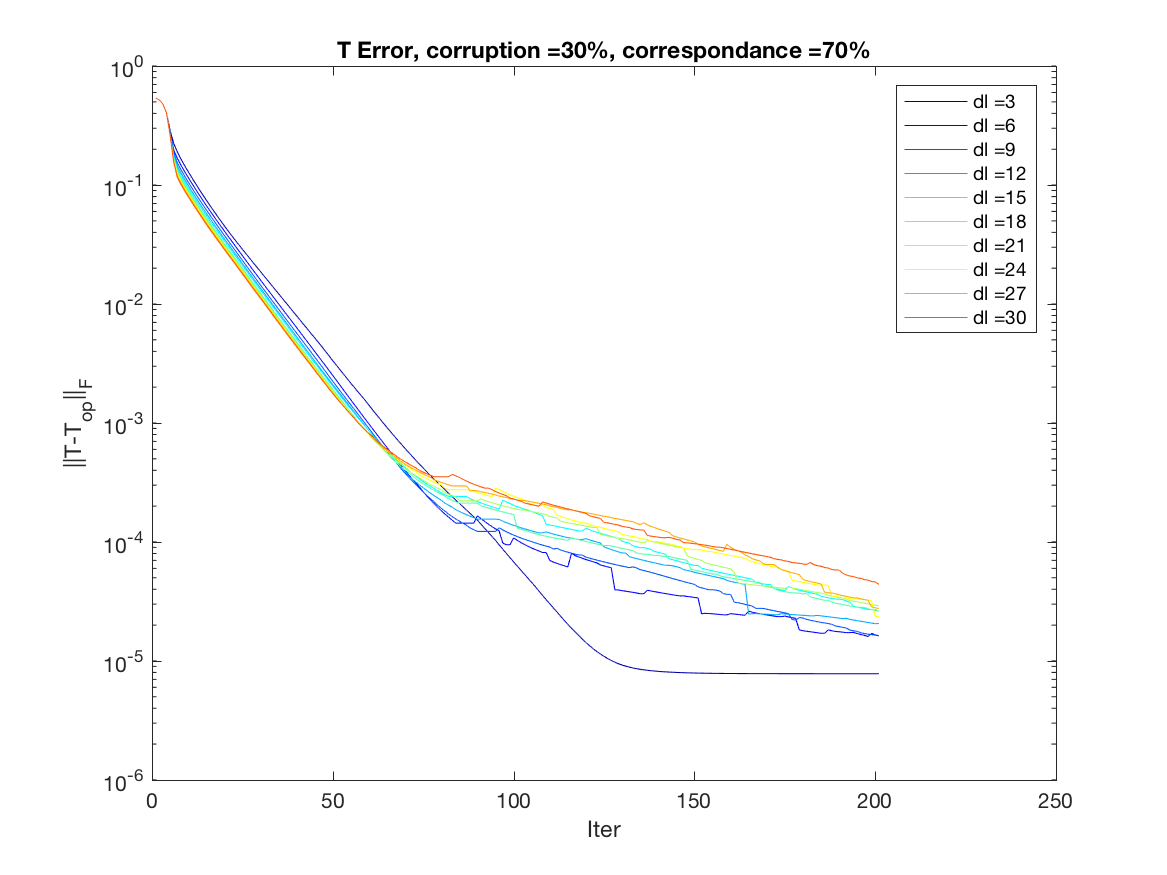 T Error, corruption =30%, correspondance =70%
10^0
10^-1
10^-2
10^-3
10^-4
10^-5
10^-6
||T-T_op||_F
0 50 100 150 200 250
Iter
dl =3
dl =6
dl =9
dl =12
dl =15
dl =18
dl =21
dl =24
dl =27
dl =30